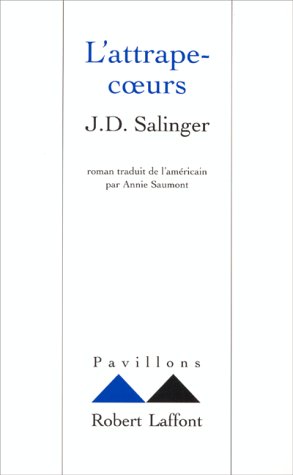 L'attrape-
cœurs
J.D. Salinger
roman traduit de l'américain
par Annie Saumont
Pavillons
Robert Laffont